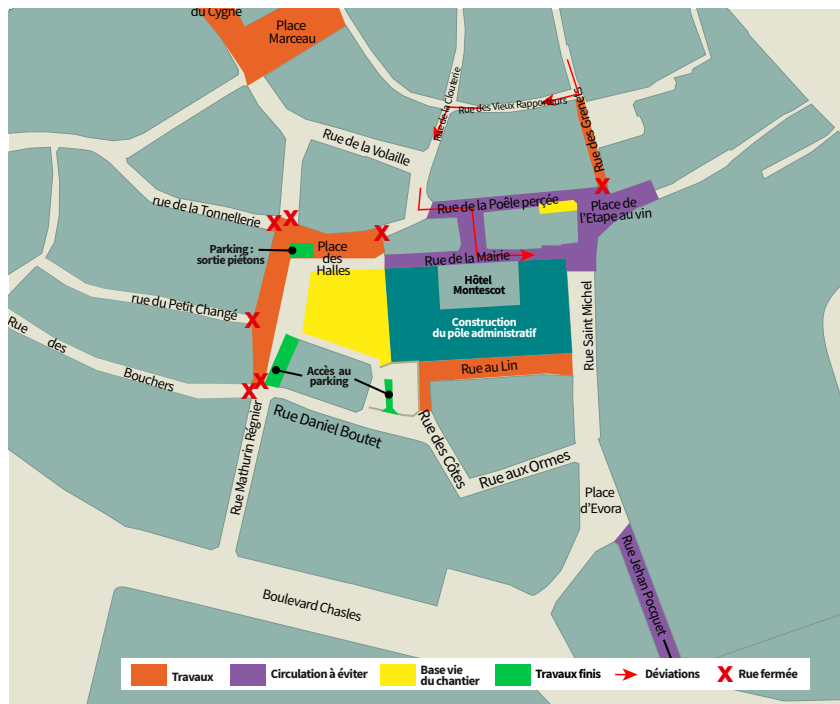 du Cygne
Place
Marceau
Rue de la Clouterie
Rue des Vieux Rapporteurs
Rue des Grenets
Rue de la Volaille
rue de la Tonnellerie
Rue de la Poêle perçée
Place de
l'Etape au vin
Parking :
sortie piétons
Place
des
Halles
Rue de la Mairie
Hôtel
Montescot
rue du Petit Changé
Construction
du pôle administratif
Rue Saint Michel
Rue des
Bouchers
Accès au
parking
Rue au Lin
Rue Daniel Boutet
Rue des Côtes
Rue Mathurin Régnier
Rue aux Ormes
Place
d'Evora
Rue Jehan Pocquet
Boulevard Chasles
Travaux
Circulation à éviter
Base vie
du chantier
Travaux finis
Déviations
X Rue fermée